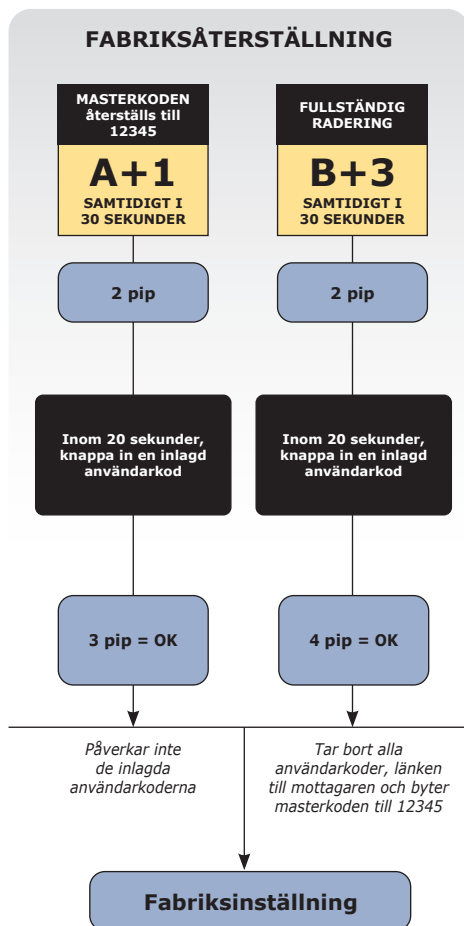 FABRIKSÅTERSTÄLLNING
MASTERKODEN
återställs till
12345
A+1
SAMTIDIGT I
30 SEKUNDER
2 pip
Inom 20 sekunder,
knappa in en inlagd
användarkod
3 pip = OK
Påverkar inte
de inlagda
användarkoderna
FULLSTÄNDIG
RADERING
B+3
SAMTIDIGT I
30 SEKUNDER
2 pip
Inom 20 sekunder,
knappa in en inlagd
användarkod
4 pip = OK
Tar bort alla
användarkoder, länken
till mottagaren och byter
masterkoden till 12345
Fabriksinställning